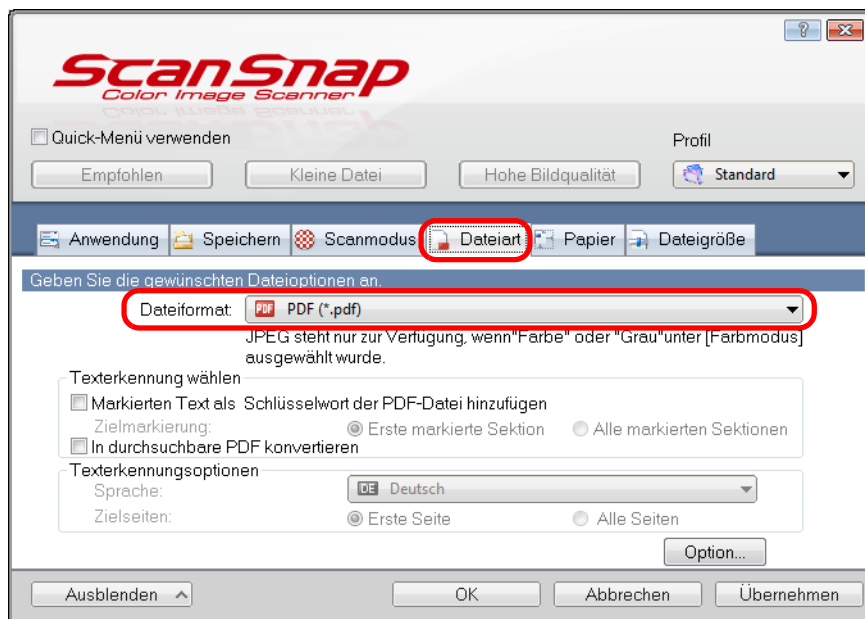 ScanSnap
Color Image Scanner
Quick-Menü verwenden
Profil
Empfohlen Kleine Datei Hohe Bildqualität Standard
Anwendung Speichern Scanmodus Dateiart Papier Dateigröße
Geben Sie die gewünschten Dateioptionen an.
Dateiformat: PDF PDF (*.pdf)
JPEG steht nur zur Verfügung, wenn"Farbe" oder "Grau"unter [Farbmodus]
ausgewählt wurde.
Texterkennung wählen
Markierten Text als Schlüsselwort der PDF-Datei hinzufügen
Zielmarkierung: Erste markierte Sektion Alle markierten Sektionen
In durchsuchbare PDF konvertieren
Texterkennungsoptionen
Sprache: DE Deutsch
Zielseiten: Erste Seite Alle Seiten
Option...
Ausblenden OK Abbrechen Übernehmen